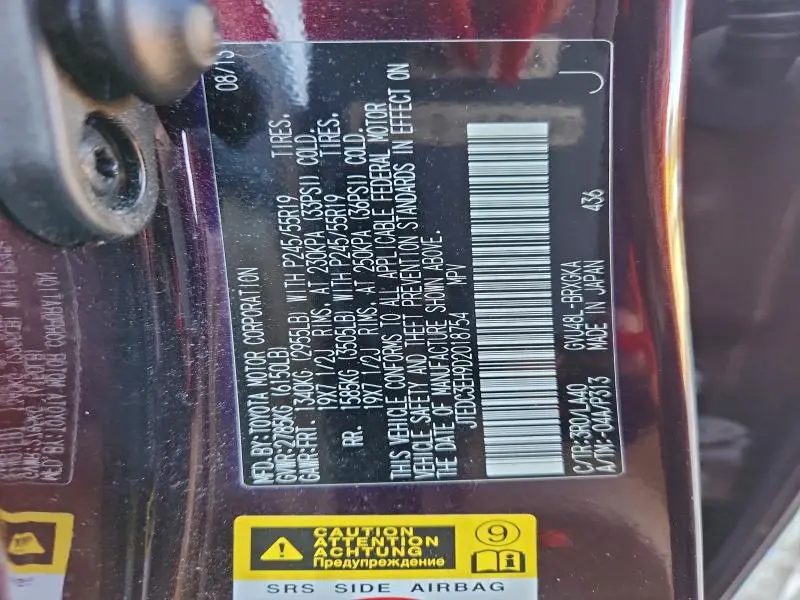 MFD.BY:TOYOTA MOTOR CORPORATION
GVWR:2785KG (6150LB)
GAWR:FRT. 1340KG (2955LB) WITH P245/55R19 TIRES.
19X7 1/2J RIMS. AT 230KPA (33PSI) COLD.
RR. 1585KG (3505LB) WITH P245/55R19 TIRES.
19X7 1/2J RIMS. AT 250KPA (36PSI) COLD.
THIS VEHICLE CONFORMS TO ALL APPLICABLE FEDERAL MOTOR
VEHICLE SAFETY AND THEFT PREVENTION STANDARDS IN EFFECT ON
THE DATE OF MANUFACTURE SHOWN ABOVE.
JTEDC3EH9D2018754 MPV
C/TR:3R0/LA40 GVU48L-BRXGKA
A/TM:-04A/P313 MADE IN JAPAN 436
J
CAUTION
ATTENTION
ACHTUNG
Предупреждение
9
i
SRS SIDE AIRBAG